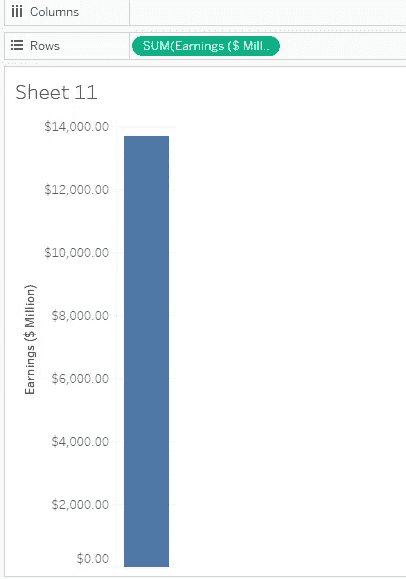 Columns
Rows
SUM(Earnings ($ Mill..
Sheet 11
$14,000.00
$12,000.00
$10,000.00
$8,000.00
$6,000.00
$4,000.00
$2,000.00
$0.00
Earnings ($ Million)